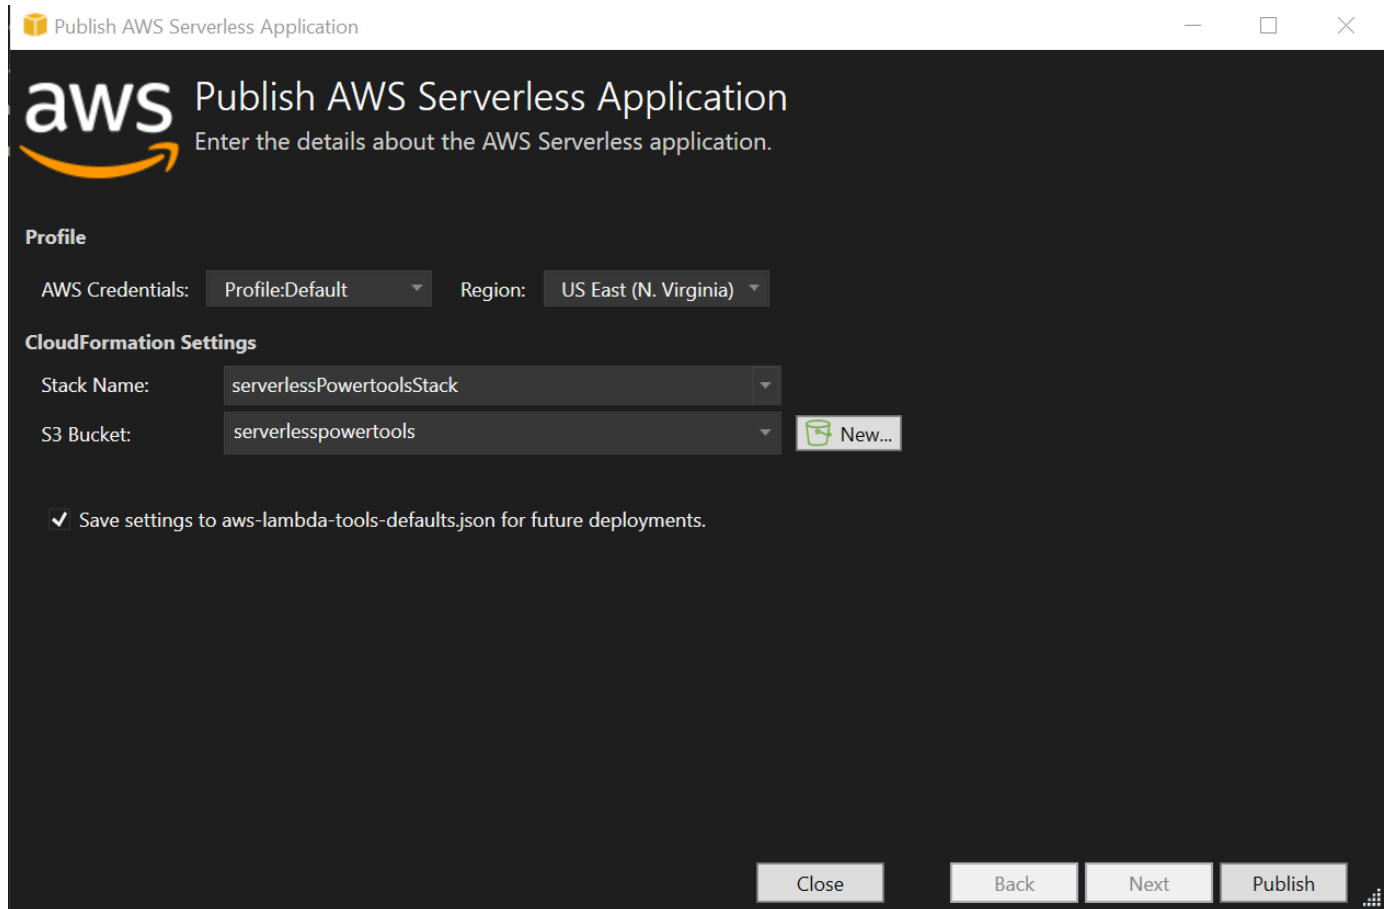 Publish AWS Serverless Application
aws
Publish AWS Serverless Application
Enter the details about the AWS Serverless application.
Profile
AWS Credentials: Profile:Default Region: US East (N. Virginia)
CloudFormation Settings
Stack Name: serverlessPowertoolsStack
S3 Bucket: serverlesspowertools New...
Save settings to aws-lambda-tools-defaults.json for future deployments.
Close Back Next Publish